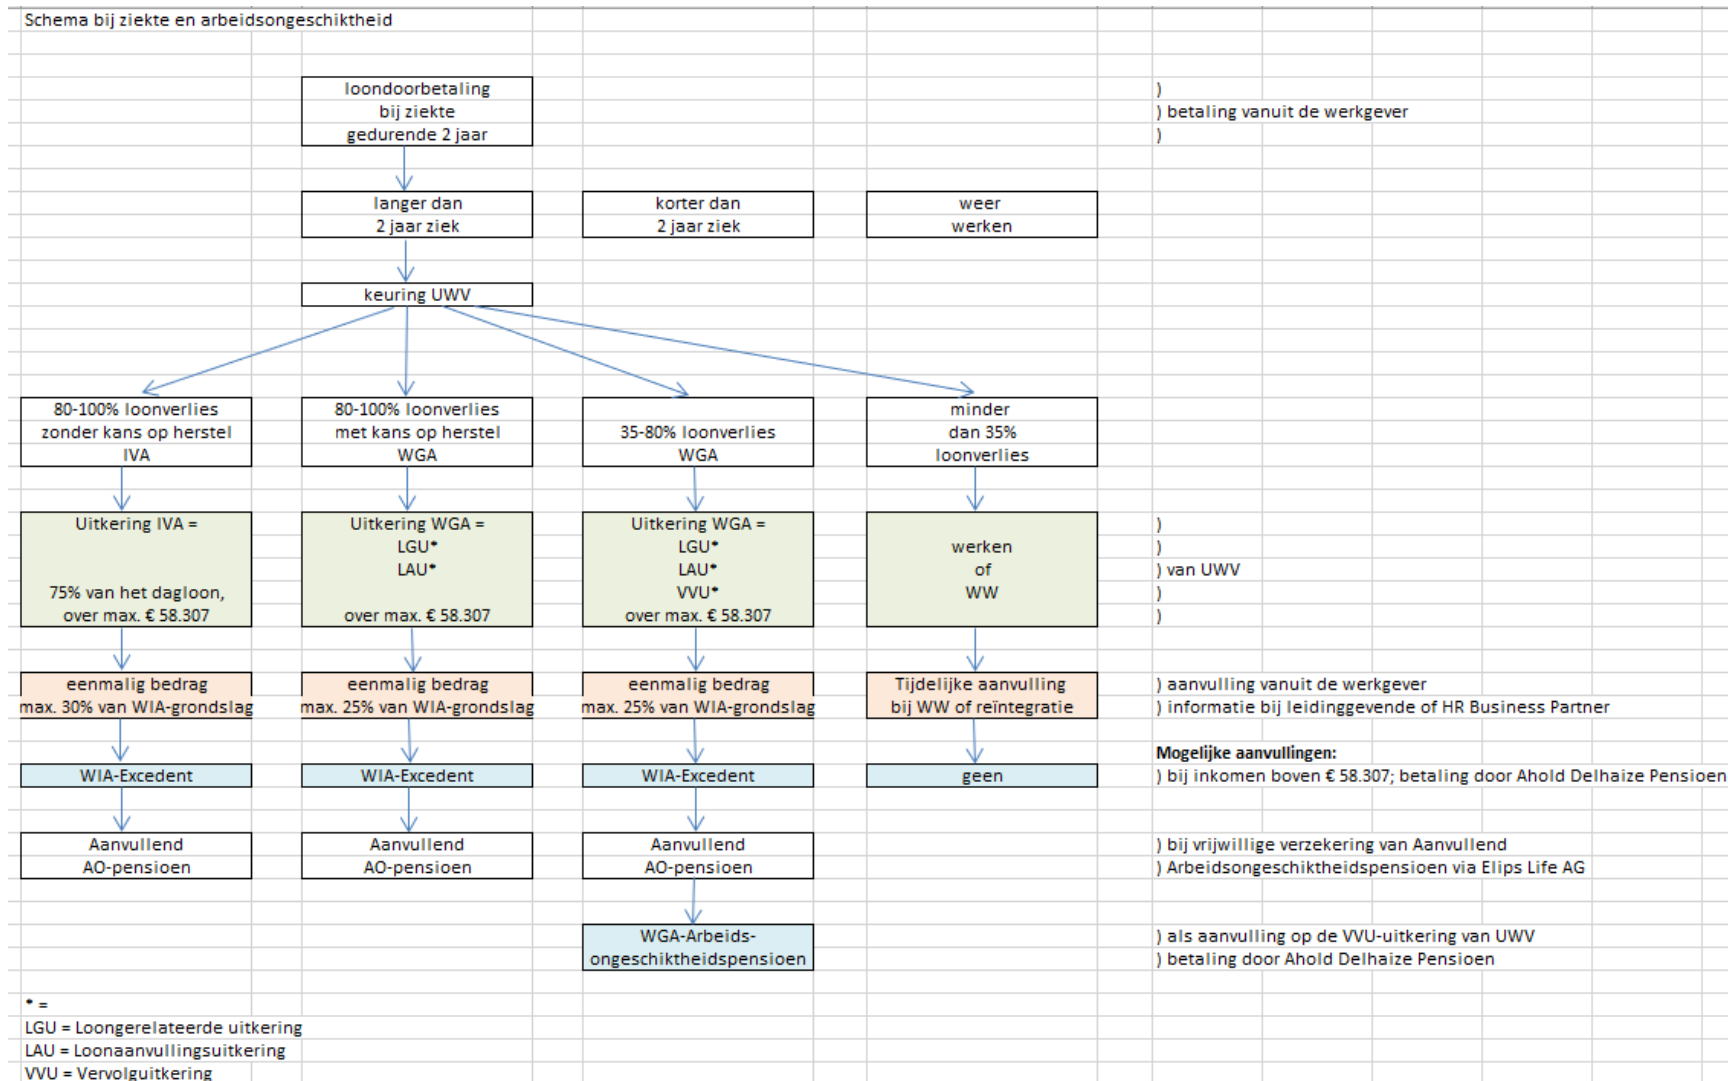 Schema bij ziekte en arbeidsongeschiktheid
loondoorbetaling
bij ziekte
gedurende 2 jaar
)
) betaling vanuit de werkgever
)
langer dan
2 jaar ziek
korter dan
2 jaar ziek
weer
werken
keuring UWV
80-100% loonverlies
zonder kans op herstel
IVA
80-100% loonverlies
met kans op herstel
WGA
35-80% loonverlies
WGA
minder
dan 35%
loonverlies
Uitkering IVA =
75% van het dagloon,
over max. € 58.307
Uitkering WGA =
LGU*
LAU*
over max. € 58.307
Uitkering WGA =
LGU*
LAU*
VVU*
over max. € 58.307
werken
of
WW
)
)
) van UWV
)
)
eenmalig bedrag
max. 30% van WIA-grondslag
eenmalig bedrag
max. 25% van WIA-grondslag
eenmalig bedrag
max. 25% van WIA-grondslag
Tijdelijke aanvulling
bij WW of reïntegratie
) aanvulling vanuit de werkgever
) informatie bij leidinggevende of HR Business Partner
Mogelijke aanvullingen:
WIA-Excedent
WIA-Excedent
WIA-Excedent
geen
) bij inkomen boven € 58.307; betaling door Ahold Delhaize Pensioen
Aanvullend
AO-pensioen
Aanvullend
AO-pensioen
Aanvullend
AO-pensioen
) bij vrijwillige verzekering van Aanvullend
) Arbeidsongeschiktheidspensioen via Elips Life AG
WGA-Arbeids-
ongeschiktheidspensioen
) als aanvulling op de VVU-uitkering van UWV
) betaling door Ahold Delhaize Pensioen
* =
LGU = Loongerelateerde uitkering
LAU = Loonaanvullingsuitkering
VVU = Vervolguitkering